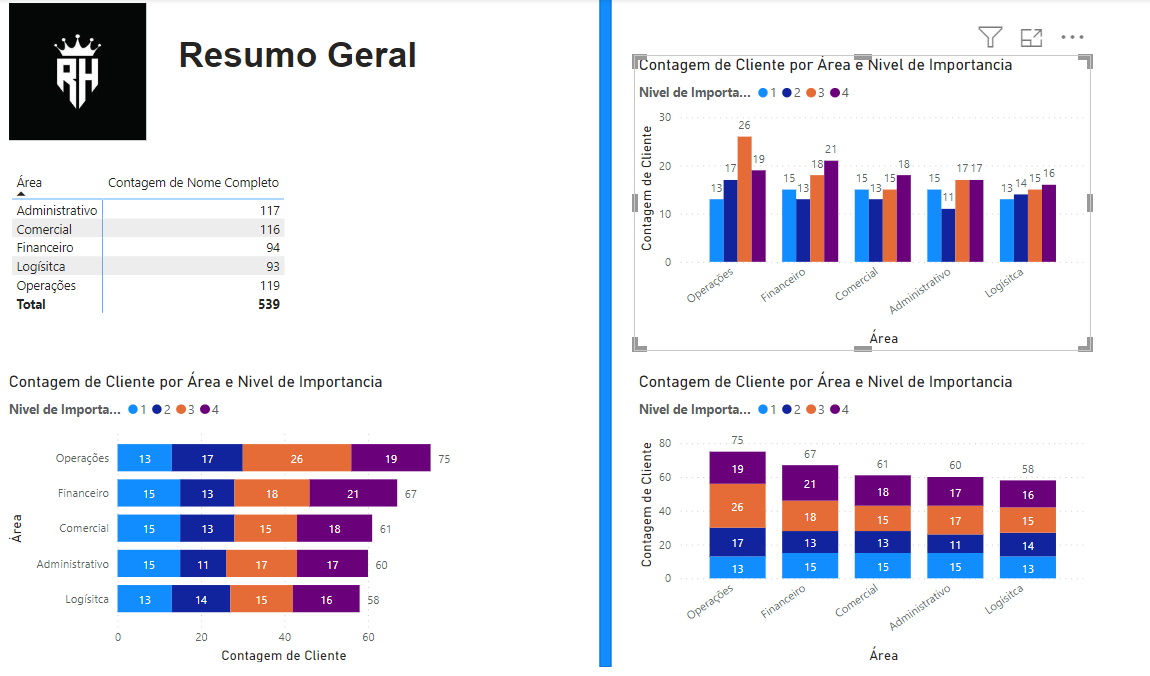 RH
Resumo Geral
Área Contagem de Nome Completo
Administrativo 117
Comercial 116
Financeiro 94
Logísitca 93
Operações 119
Total 539
Contagem de Cliente por Área e Nivel de Importancia
Nivel de Importa... 1 2 3 4
Contagem de Cliente
30
20
10
0
13 17 26 19
15 13 18 21
15 13 15 18
15 11 17 17
13 14 15 16
Operações Financeiro Comercial Administrativo Logísitca
Área
Contagem de Cliente por Área e Nivel de Importancia
Nivel de Importa... 1 2 3 4
Área
Operações 13 17 26 19 75
Financeiro 15 13 18 21 67
Comercial 15 13 15 18 61
Administrativo 15 11 17 17 60
Logísitca 13 14 15 16 58
0 20 40 60
Contagem de Cliente
Contagem de Cliente por Área e Nivel de Importancia
Nivel de Importa... 1 2 3 4
Contagem de Cliente
80
60
40
20
0
75 67 61 60 58
19 21 18 17 16
26 18 15 17 15
17 13 13 11 14
13 15 15 15 13
Operações Financeiro Comercial Administrativo Logísitca
Área